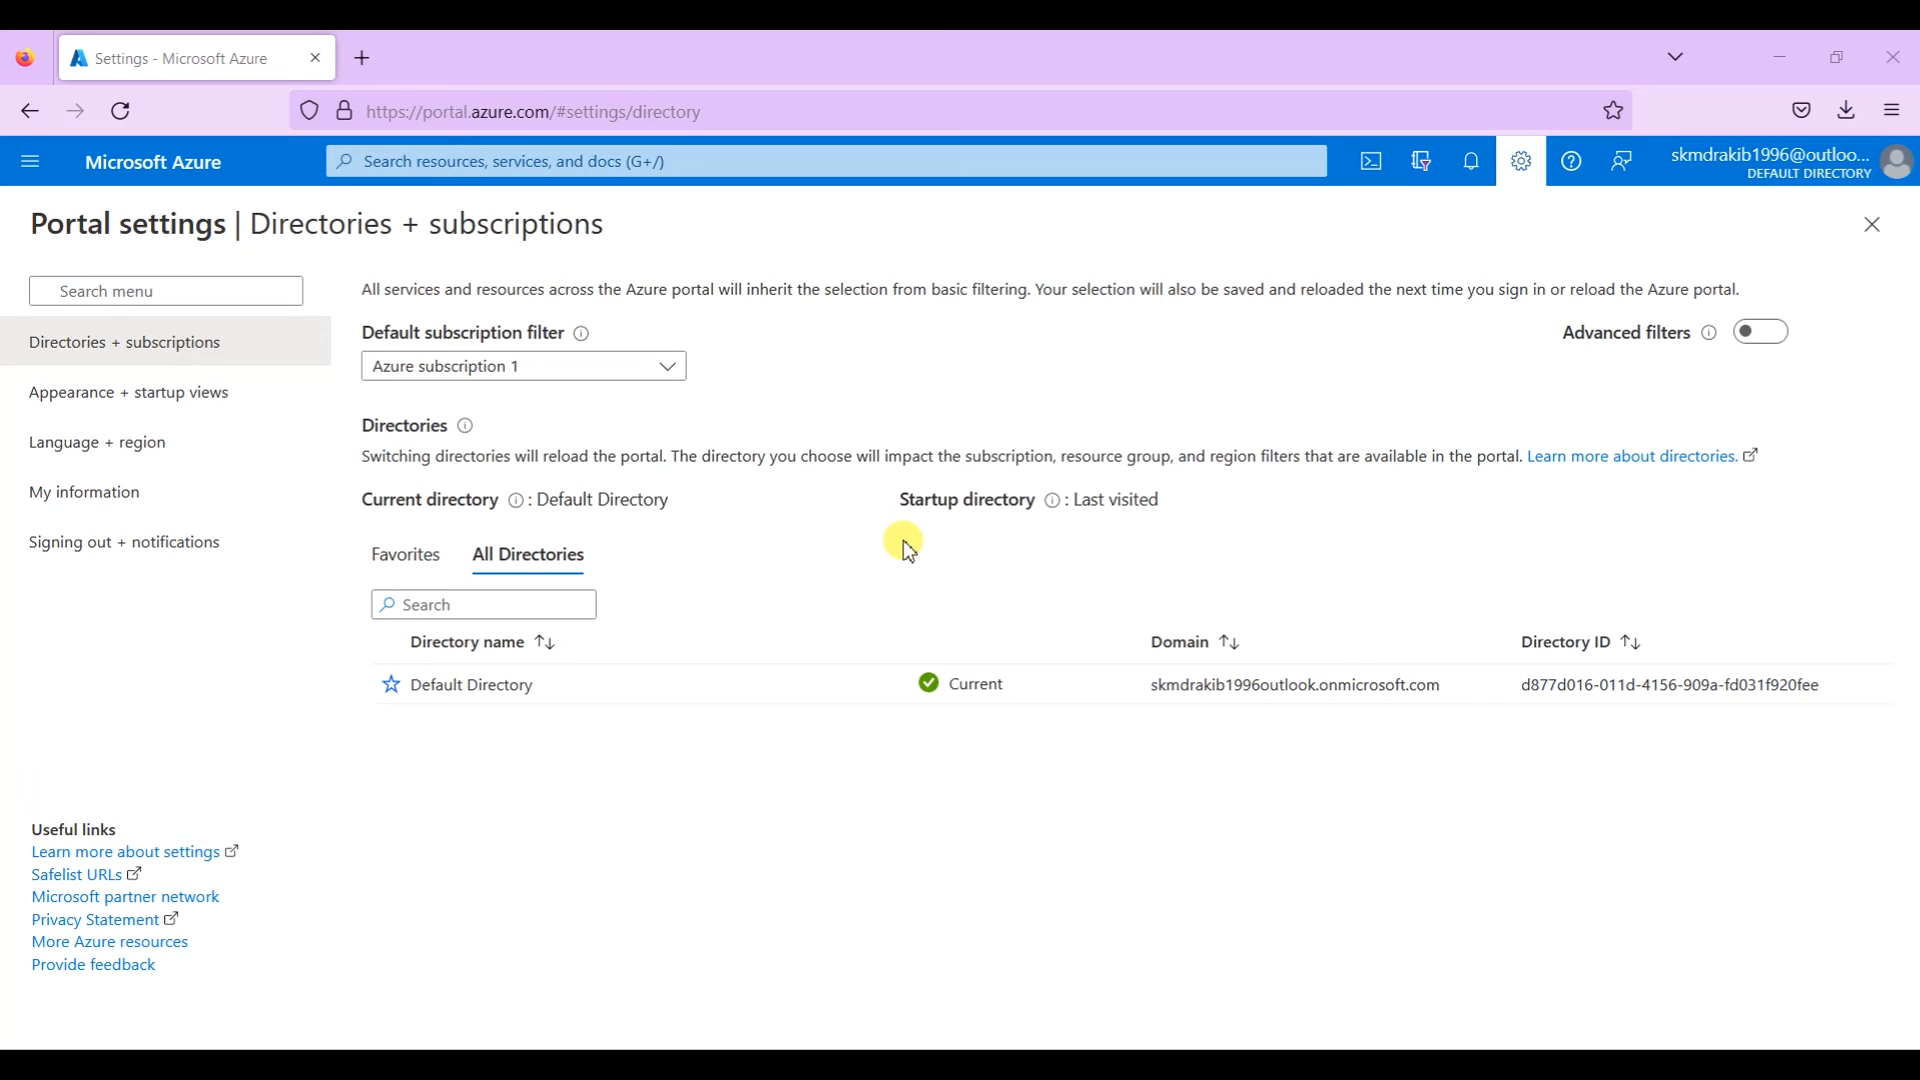 Settings - Microsoft Azure
https://portal.azure.com/#settings/directory
Microsoft Azure
Search resources, services, and docs (G+/)
skmdrakib1996@outloo...
DEFAULT DIRECTORY
Portal settings | Directories + subscriptions
Search menu
Directories + subscriptions
Appearance + startup views
Language + region
My information
Signing out + notifications
All services and resources across the Azure portal will inherit the selection from basic filtering. Your selection will also be saved and reloaded the next time you sign in or reload the Azure portal.
Default subscription filter
Advanced filters
Azure subscription 1
Directories
Switching directories will reload the portal. The directory you choose will impact the subscription, resource group, and region filters that are available in the portal. Learn more about directories.
Current directory : Default Directory
Startup directory : Last visited
Favorites
All Directories
Search
Directory name
Domain
Directory ID
Default Directory
Current
skmdrakib1996outlook.onmicrosoft.com
d877d016-011d-4156-909a-fd031f920fee
Useful links
Learn more about settings
Safelist URLs
Microsoft partner network
Privacy Statement
More Azure resources
Provide feedback